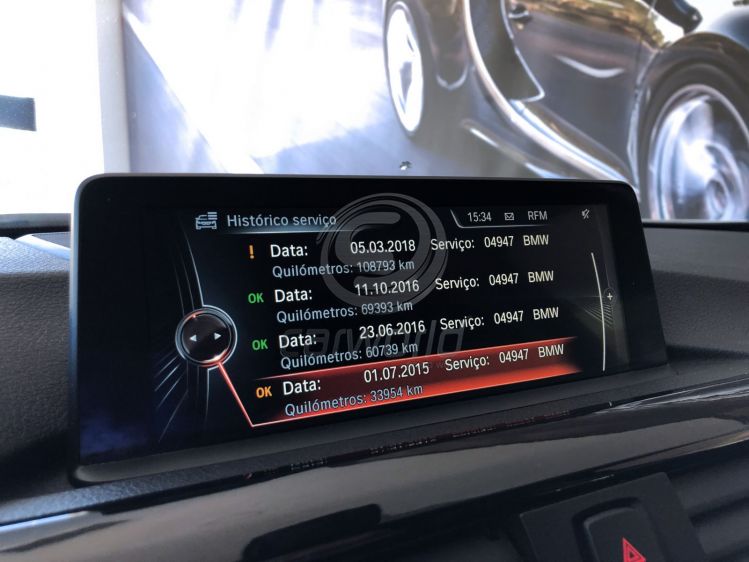 Histórico serviço 15:34 RFM
! Data: 05.03.2018 Serviço: 04947 BMW
Quilómetros: 108793 km
OK Data: 11.10.2016 Serviço: 04947 BMW
Quilómetros: 69393 km
OK Data: 23.06.2016 Serviço: 04947 BMW
Quilómetros: 60739 km
OK Data: 01.07.2015 Serviço: 04947 BMW
Quilómetros: 33954 km
carworld